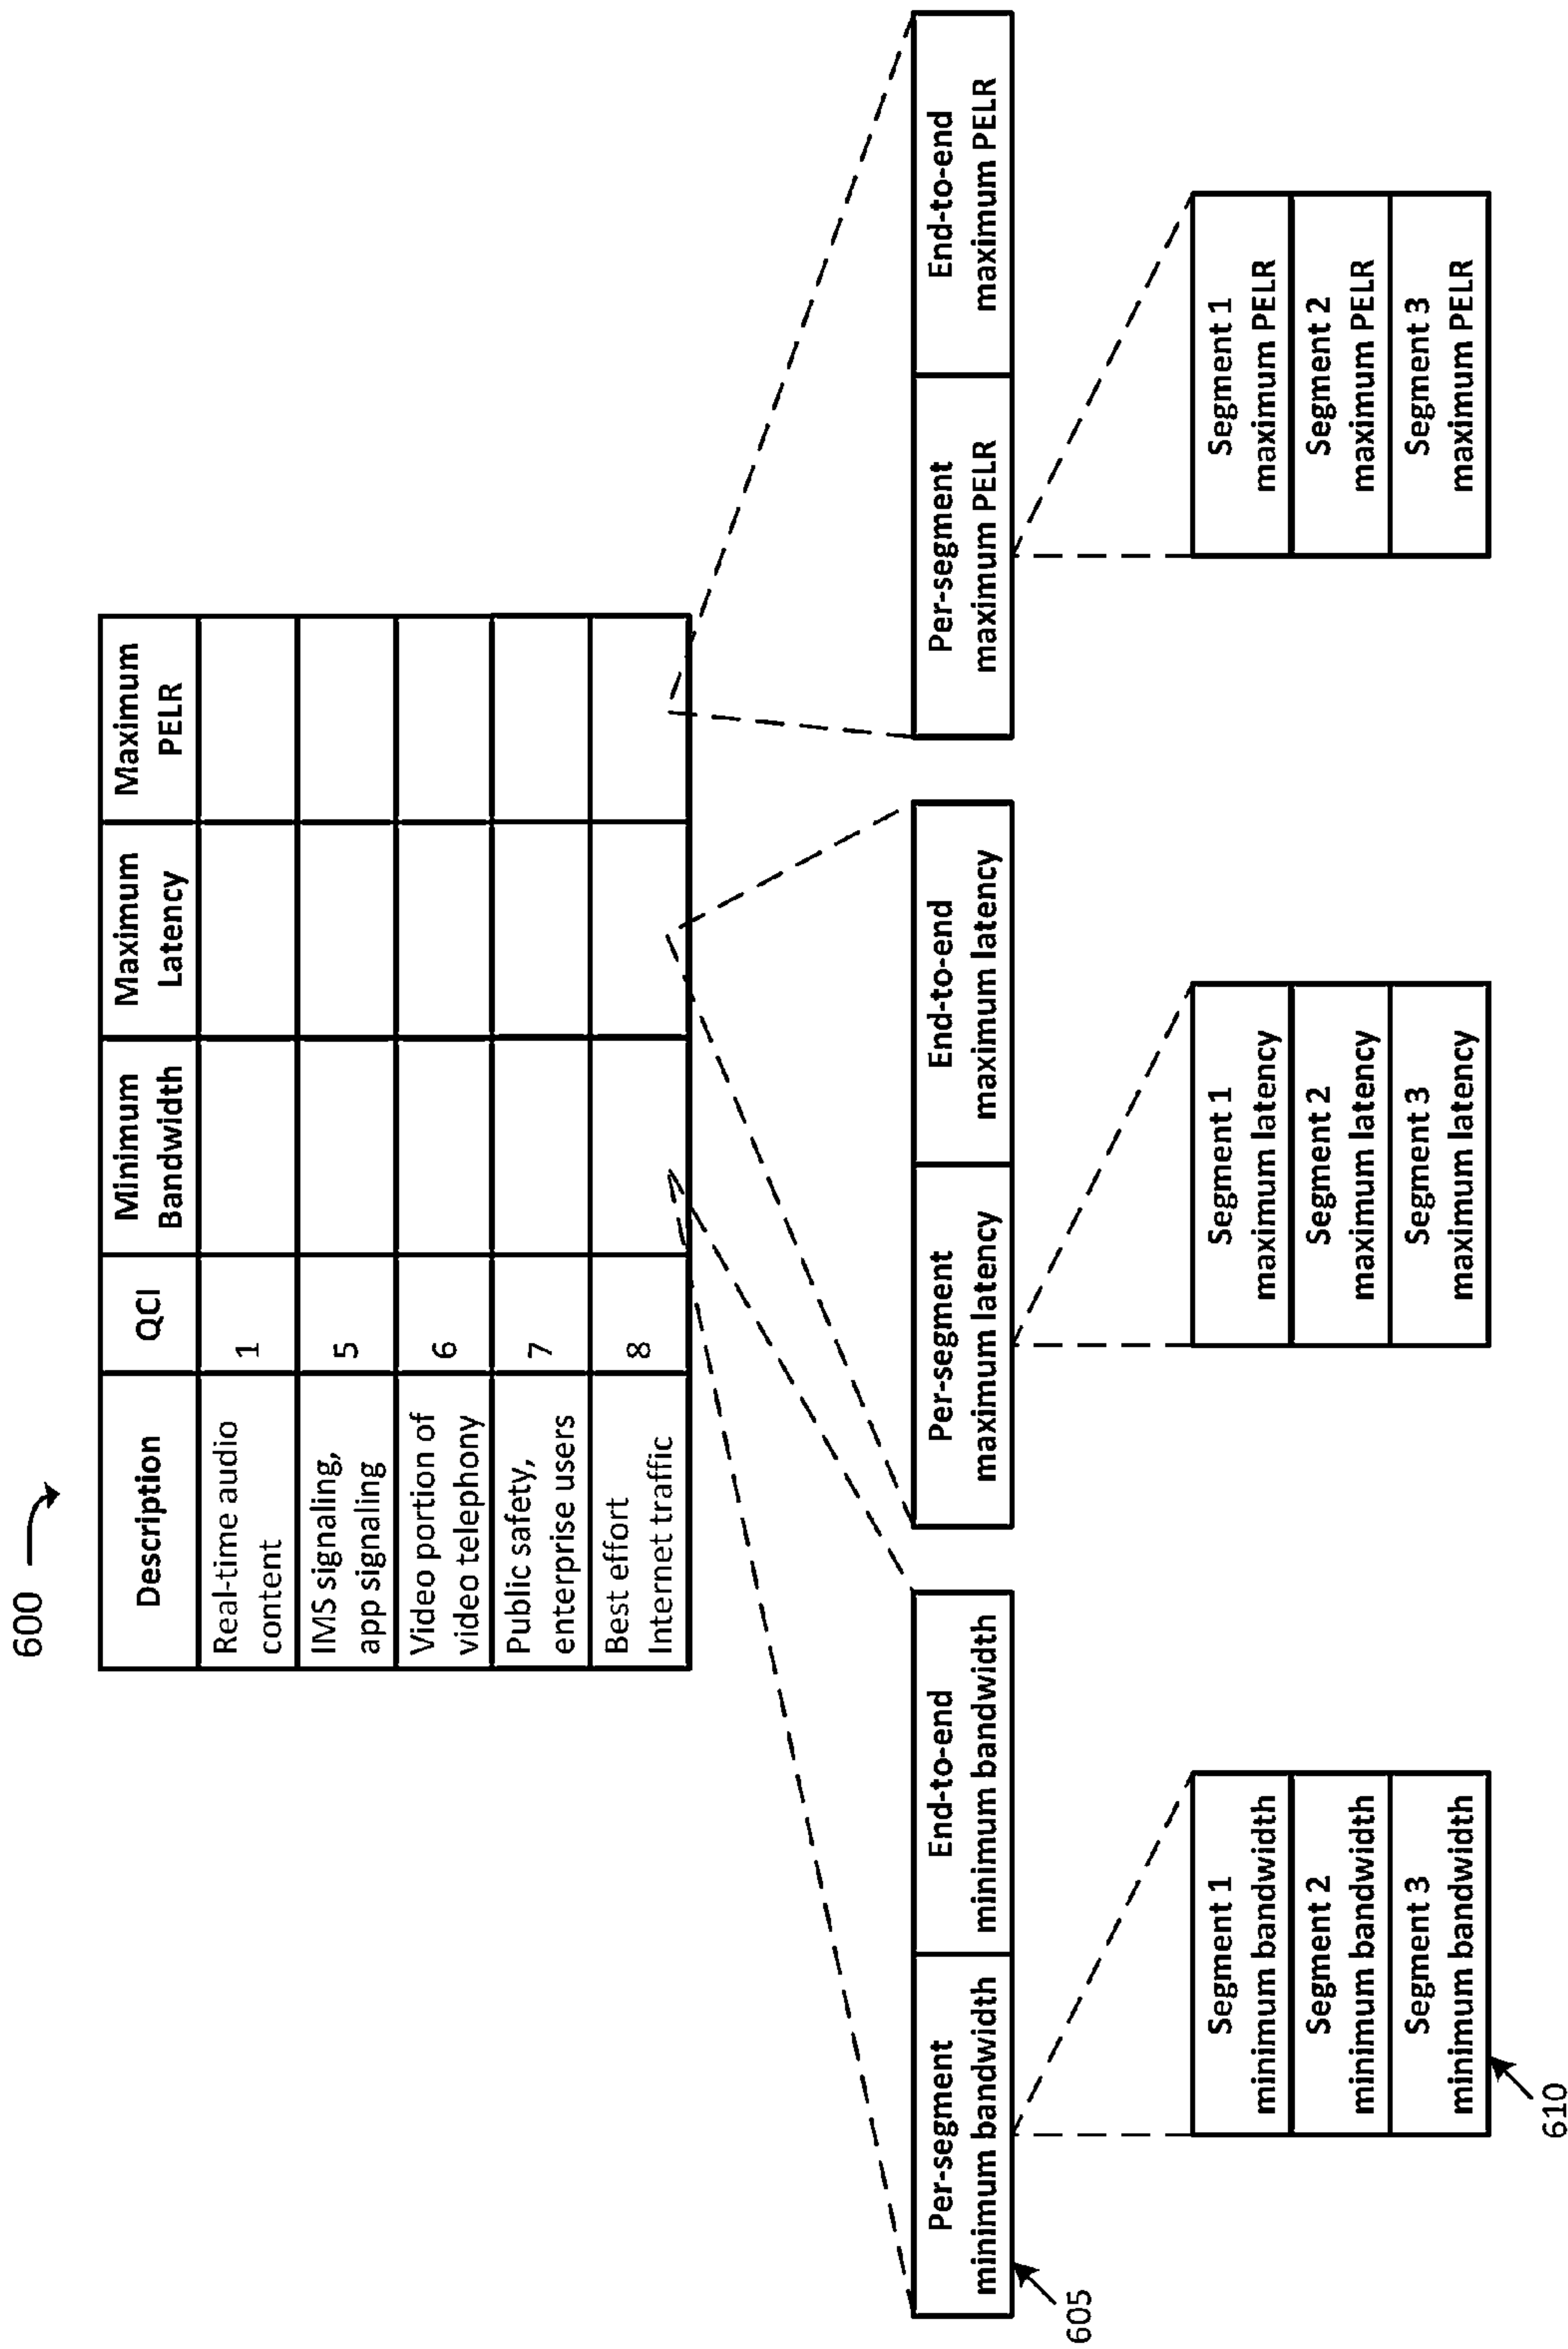 600
Description
QCI
Minimum
Bandwidth
Maximum
Latency
Maximum
PELR
Real-time audio
content
1
IMS signaling,
app signaling
5
Video portion of
video telephony
6
Public safety,
enterprise users
7
Best effort
Internet traffic
8
Per-segment
minimum bandwidth
End-to-end
minimum bandwidth
Per-segment
maximum latency
End-to-end
maximum latency
Per-segment
maximum PELR
End-to-end
maximum PELR
605
Segment 1
minimum bandwidth
Segment 2
minimum bandwidth
Segment 3
minimum bandwidth
Segment 1
maximum latency
Segment 2
maximum latency
Segment 3
maximum latency
Segment 1
maximum PELR
Segment 2
maximum PELR
Segment 3
maximum PELR
610